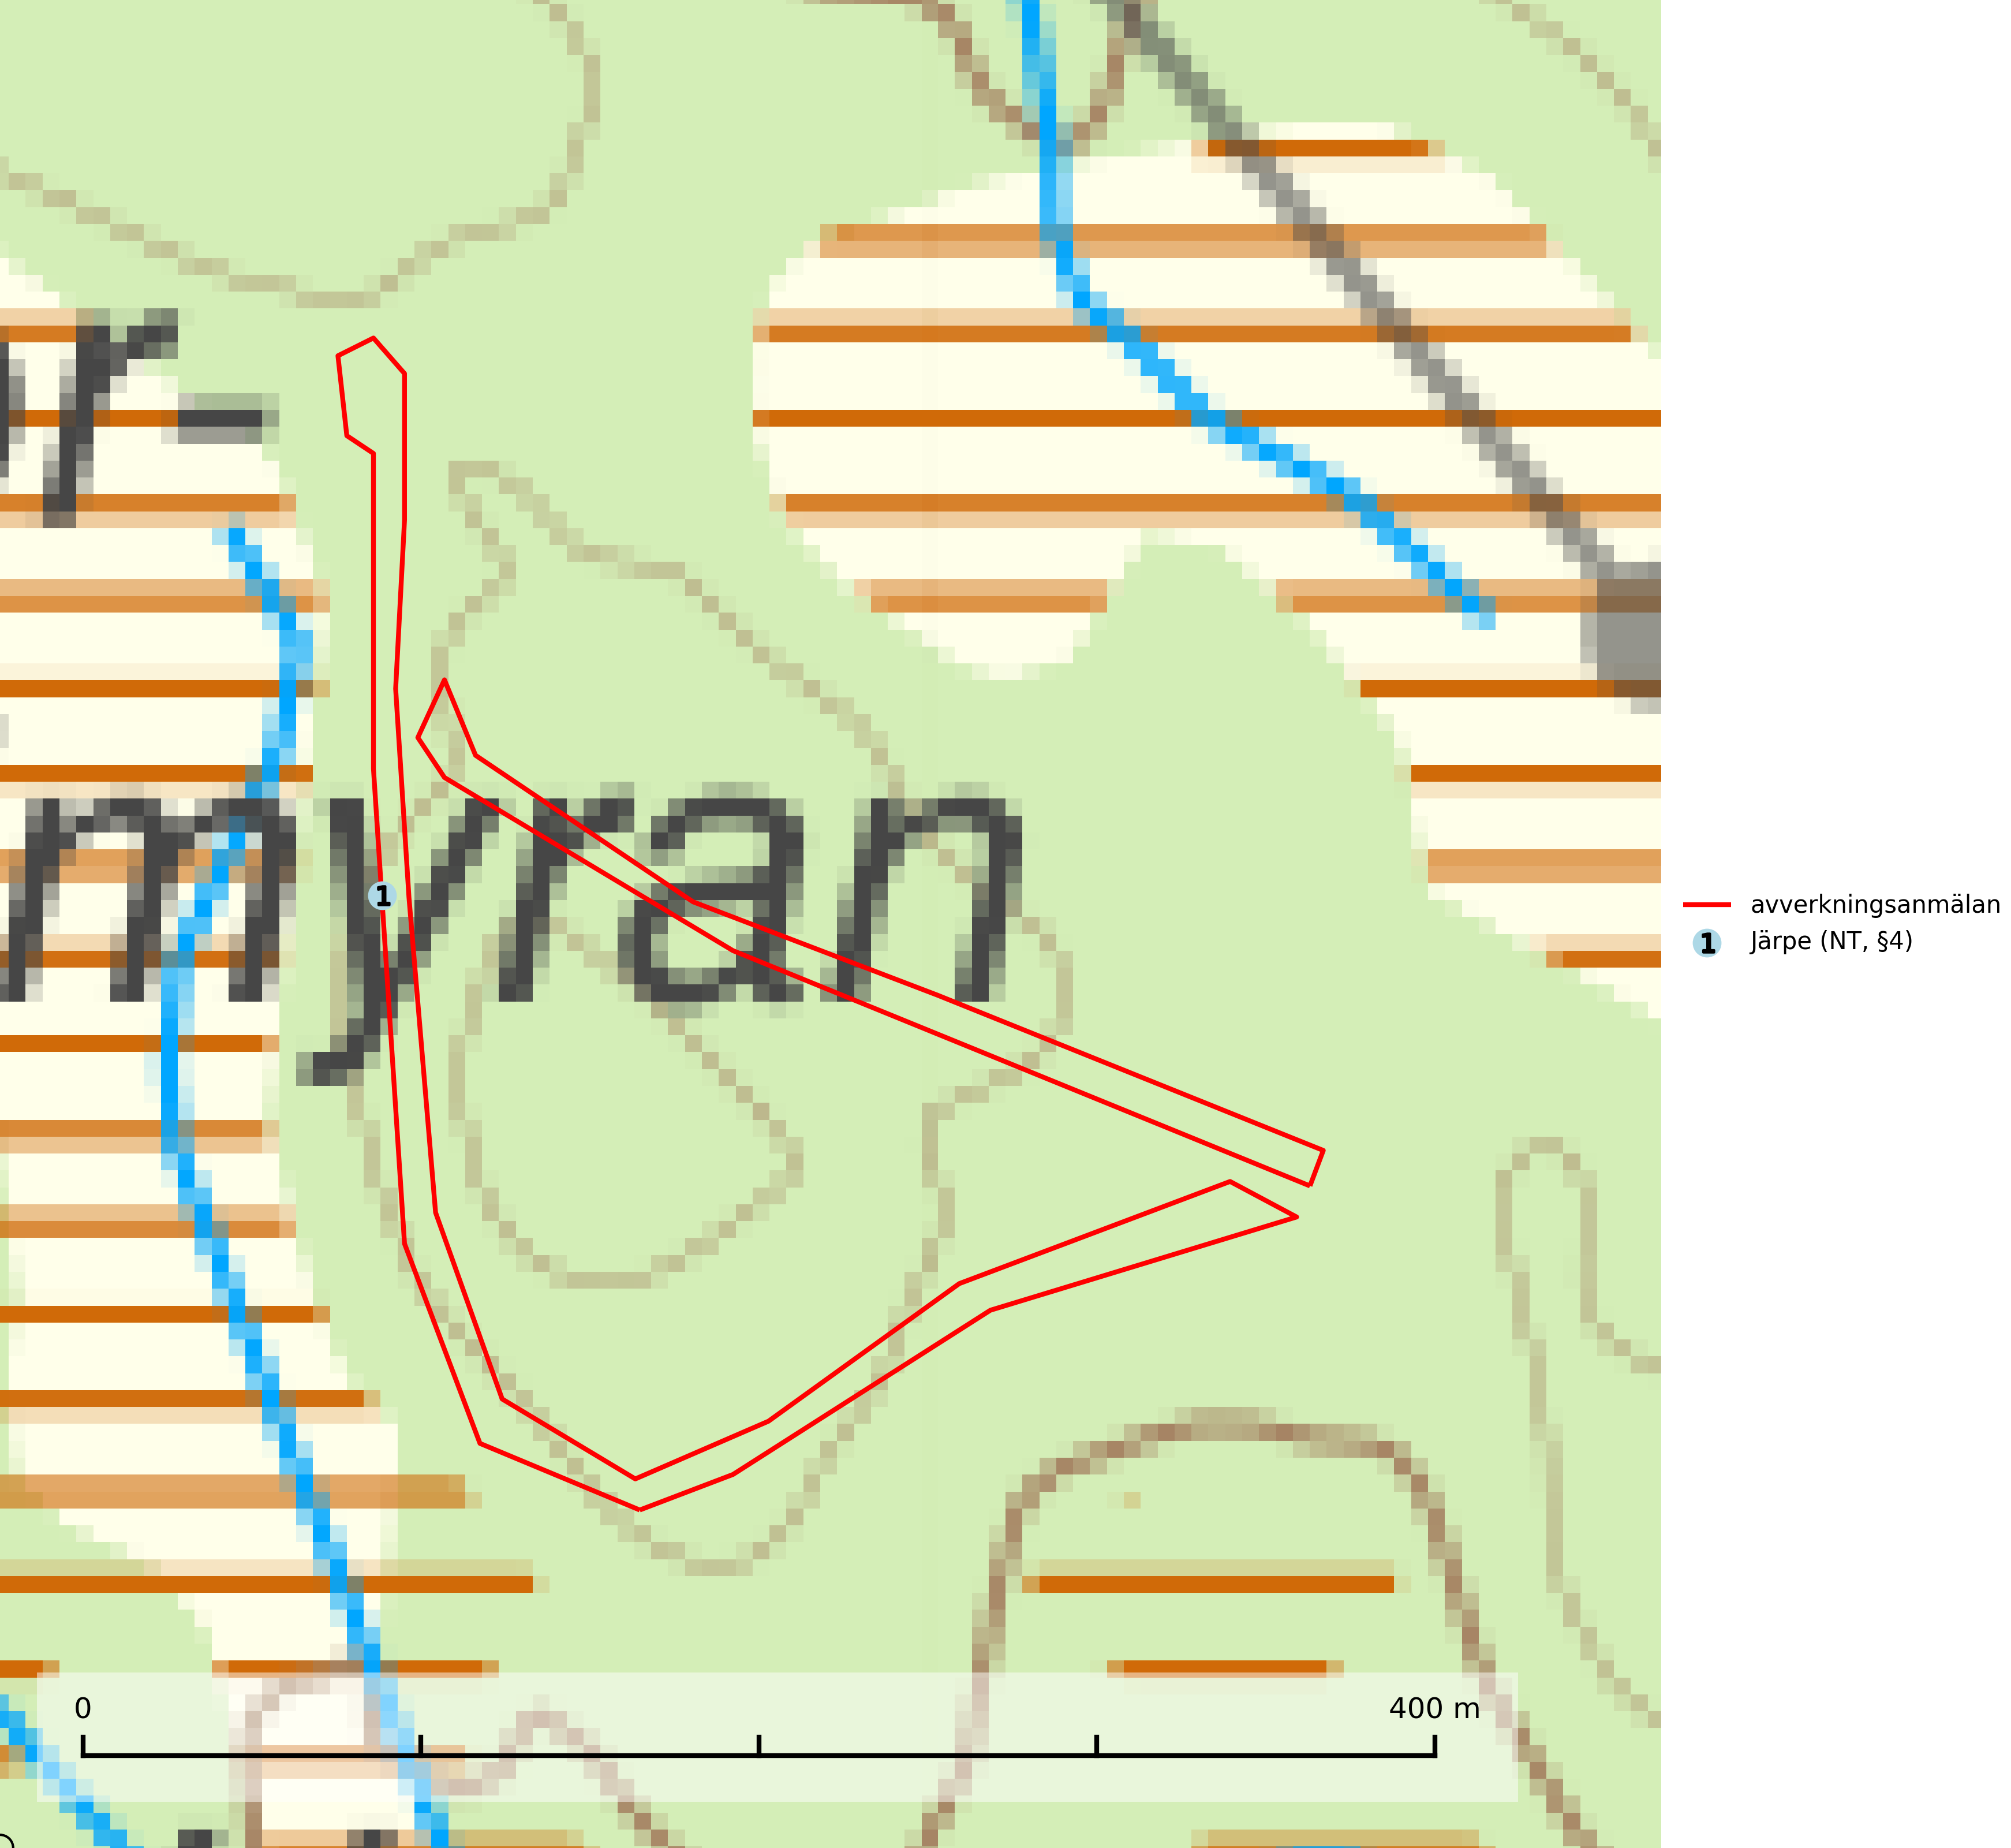 r-
myran
1
avverkningsanmälan
1 Järpe (NT, §4)
0 400 m